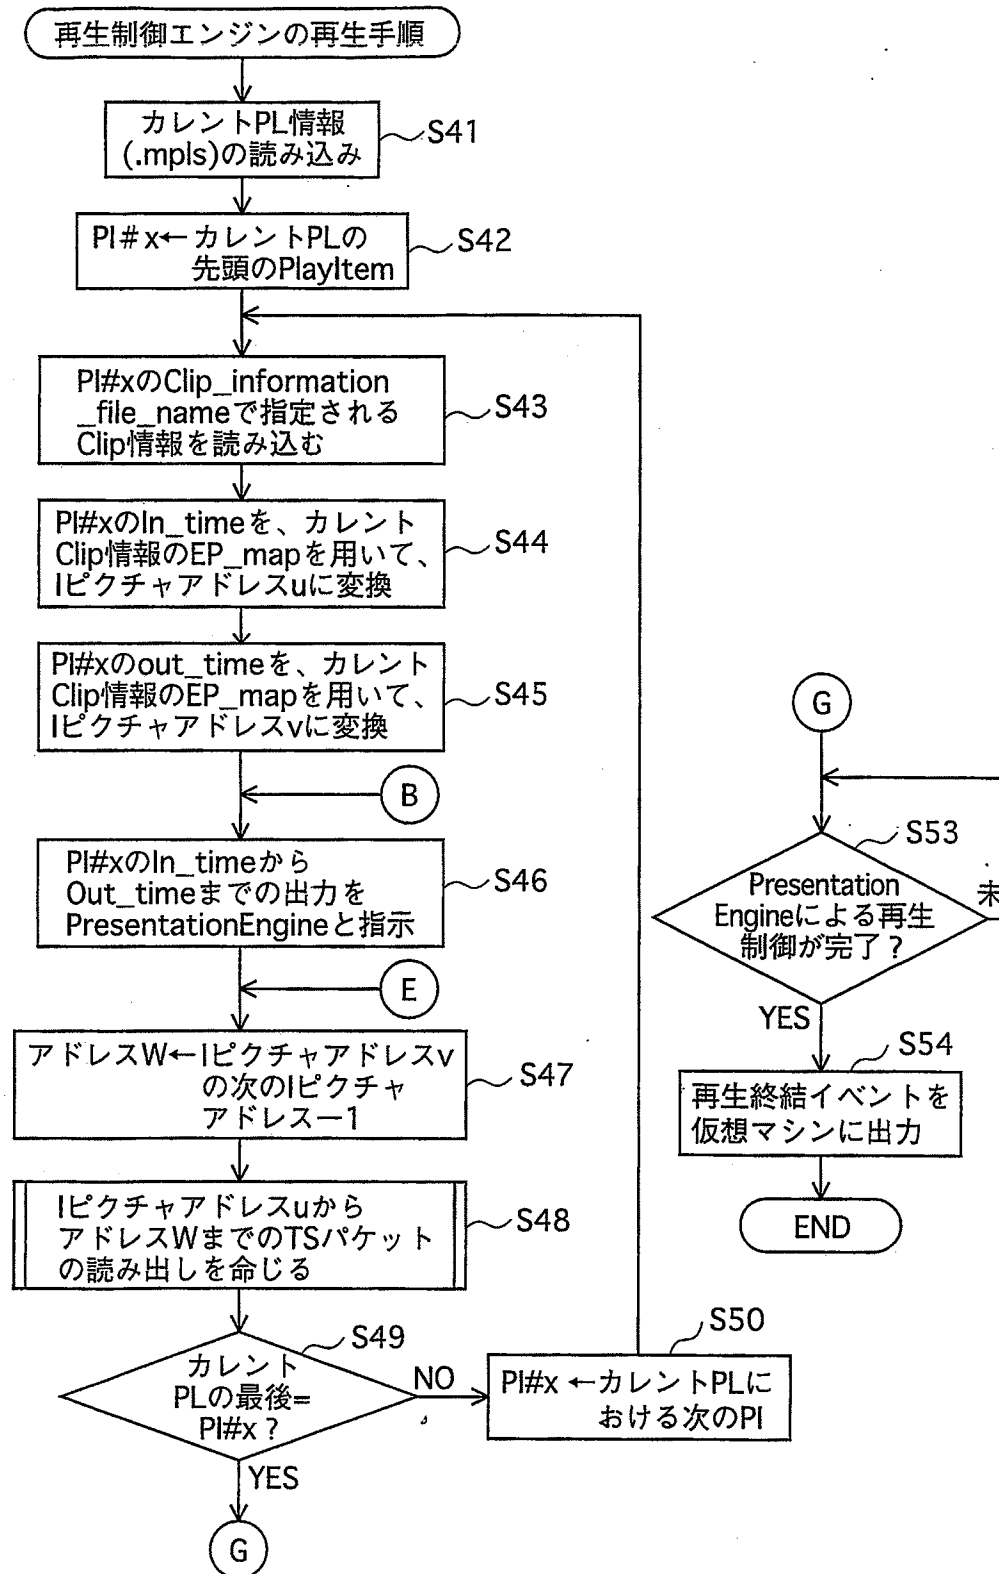 再生制御エンジンの再生手順
カレントPL情報
(.mpls)の読み込み
S41
PI#x←カレントPLの
先頭のPlayItem
S42
PI#xのClip_information
_file_nameで指定される
Clip情報を読み込む
S43
PI#xのIn_timeを、カレント
Clip情報のEP_mapを用いて、
Iピクチャアドレスuに変換
S44
PI#xのout_timeを、カレント
Clip情報のEP_mapを用いて、
Iピクチャアドレスvに変換
S45
B
PI#xのIn_timeから
Out_timeまでの出力を
PresentationEngineと指示
S46
E
アドレスW←Iピクチャアドレスv
の次のIピクチャ
アドレスー1
S47
Iピクチャアドレスuから
アドレスWまでのTSパケット
の読み出しを命じる
S48
カレント
PLの最後=
PI#x?
S49
NO
YES
G
PI#x ←カレントPLに
おける次のPI
S50
G
Presentation
Engineによる再生
制御が完了?
S53
未
YES
再生終結イベントを
仮想マシンに出力
S54
END